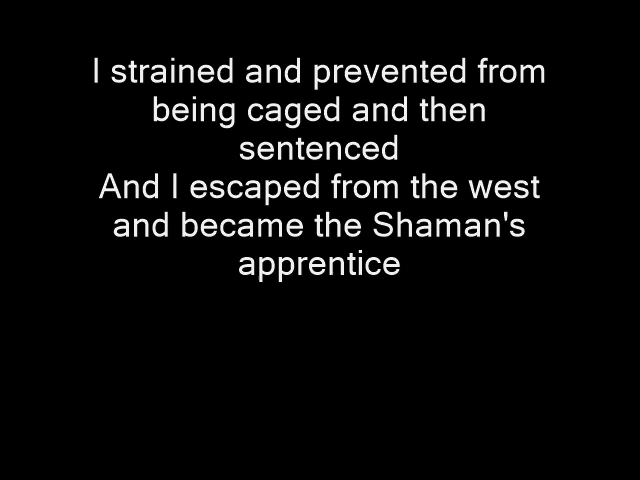 I strained and prevented from
being caged and then
sentenced
And I escaped from the west
and became the Shaman's
apprentice